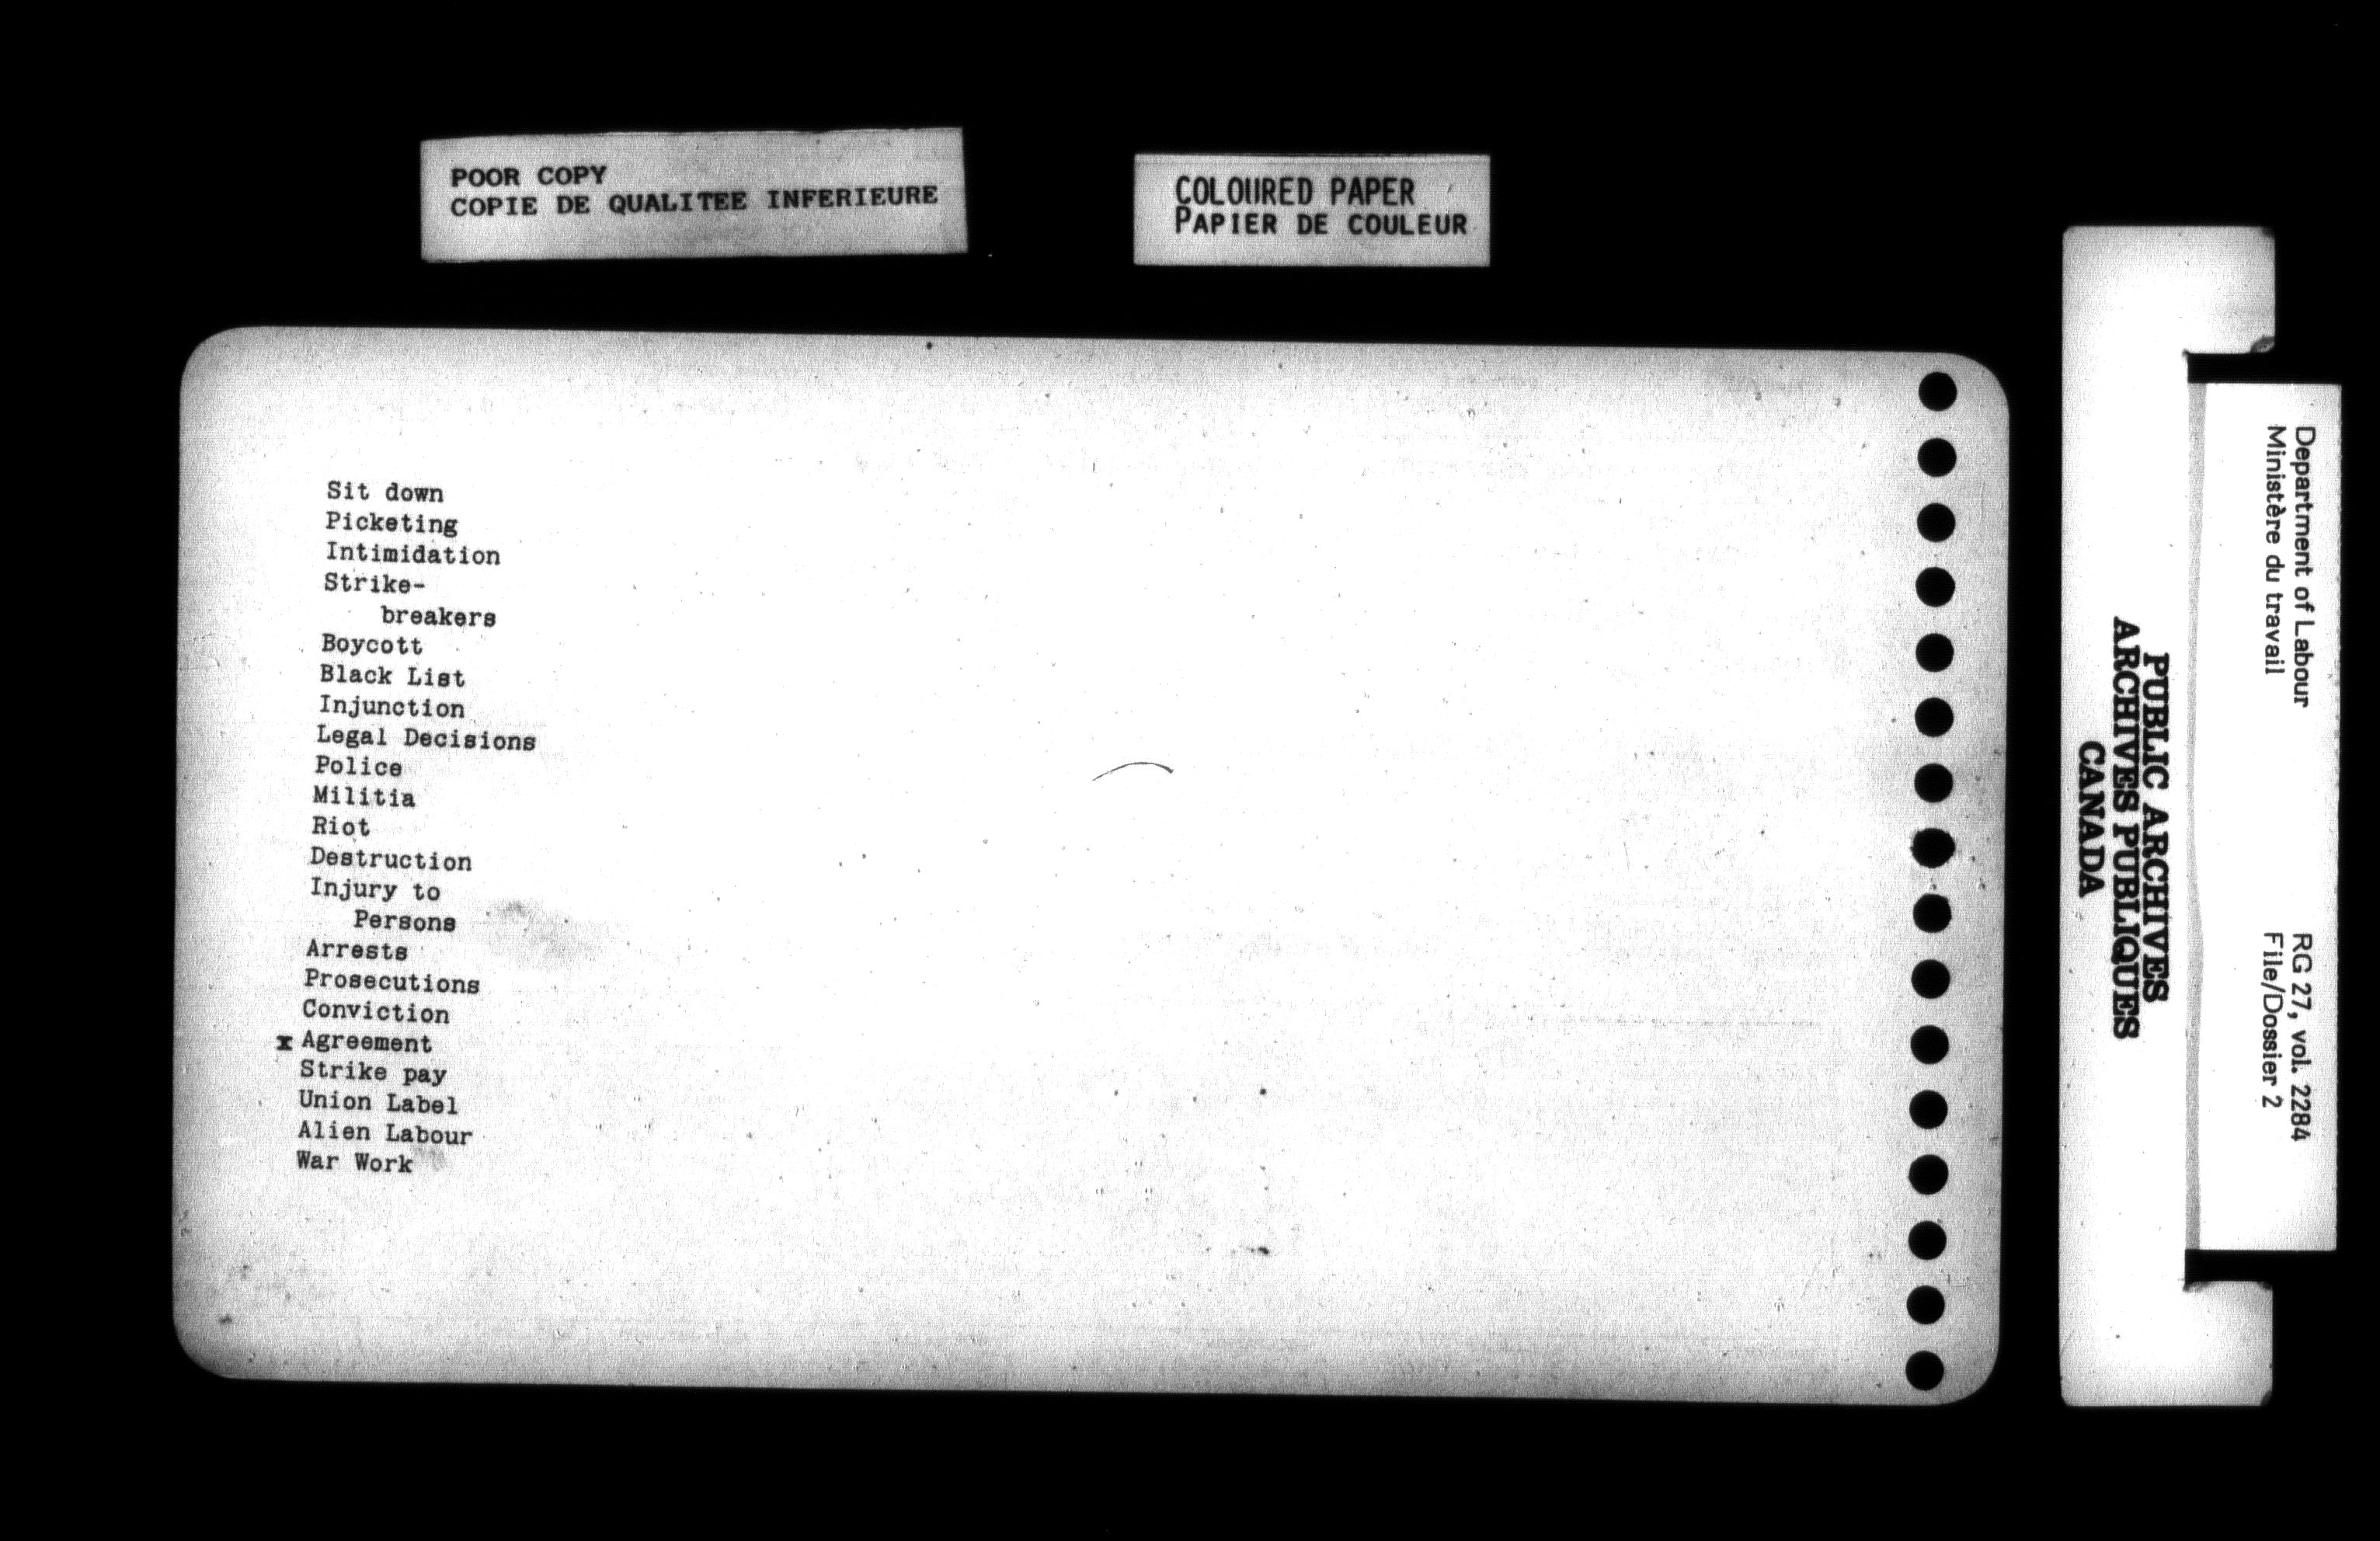 POOR COPY
COPIE DE QUALITEE INFERIEURE
COLOURED PAPER
PAPIER DE COULEUR
Sit down
Picketing
Intimidation
Strike-
breakers
Boycott
Black List
Injunction
Legal Decisions
Police
Militia
Riot
Destruction
Injury to
Persons
Arrests
Prosecutions
Conviction
x Agreement
Strike pay
Union Label
Alien Labour
War Work
PUBLIC ARCHIVES
ARCHIVES PUBLIQUES
CANADA
Department of Labour
Ministère du travail
RG 27, vol. 2284
File/Dossier 2